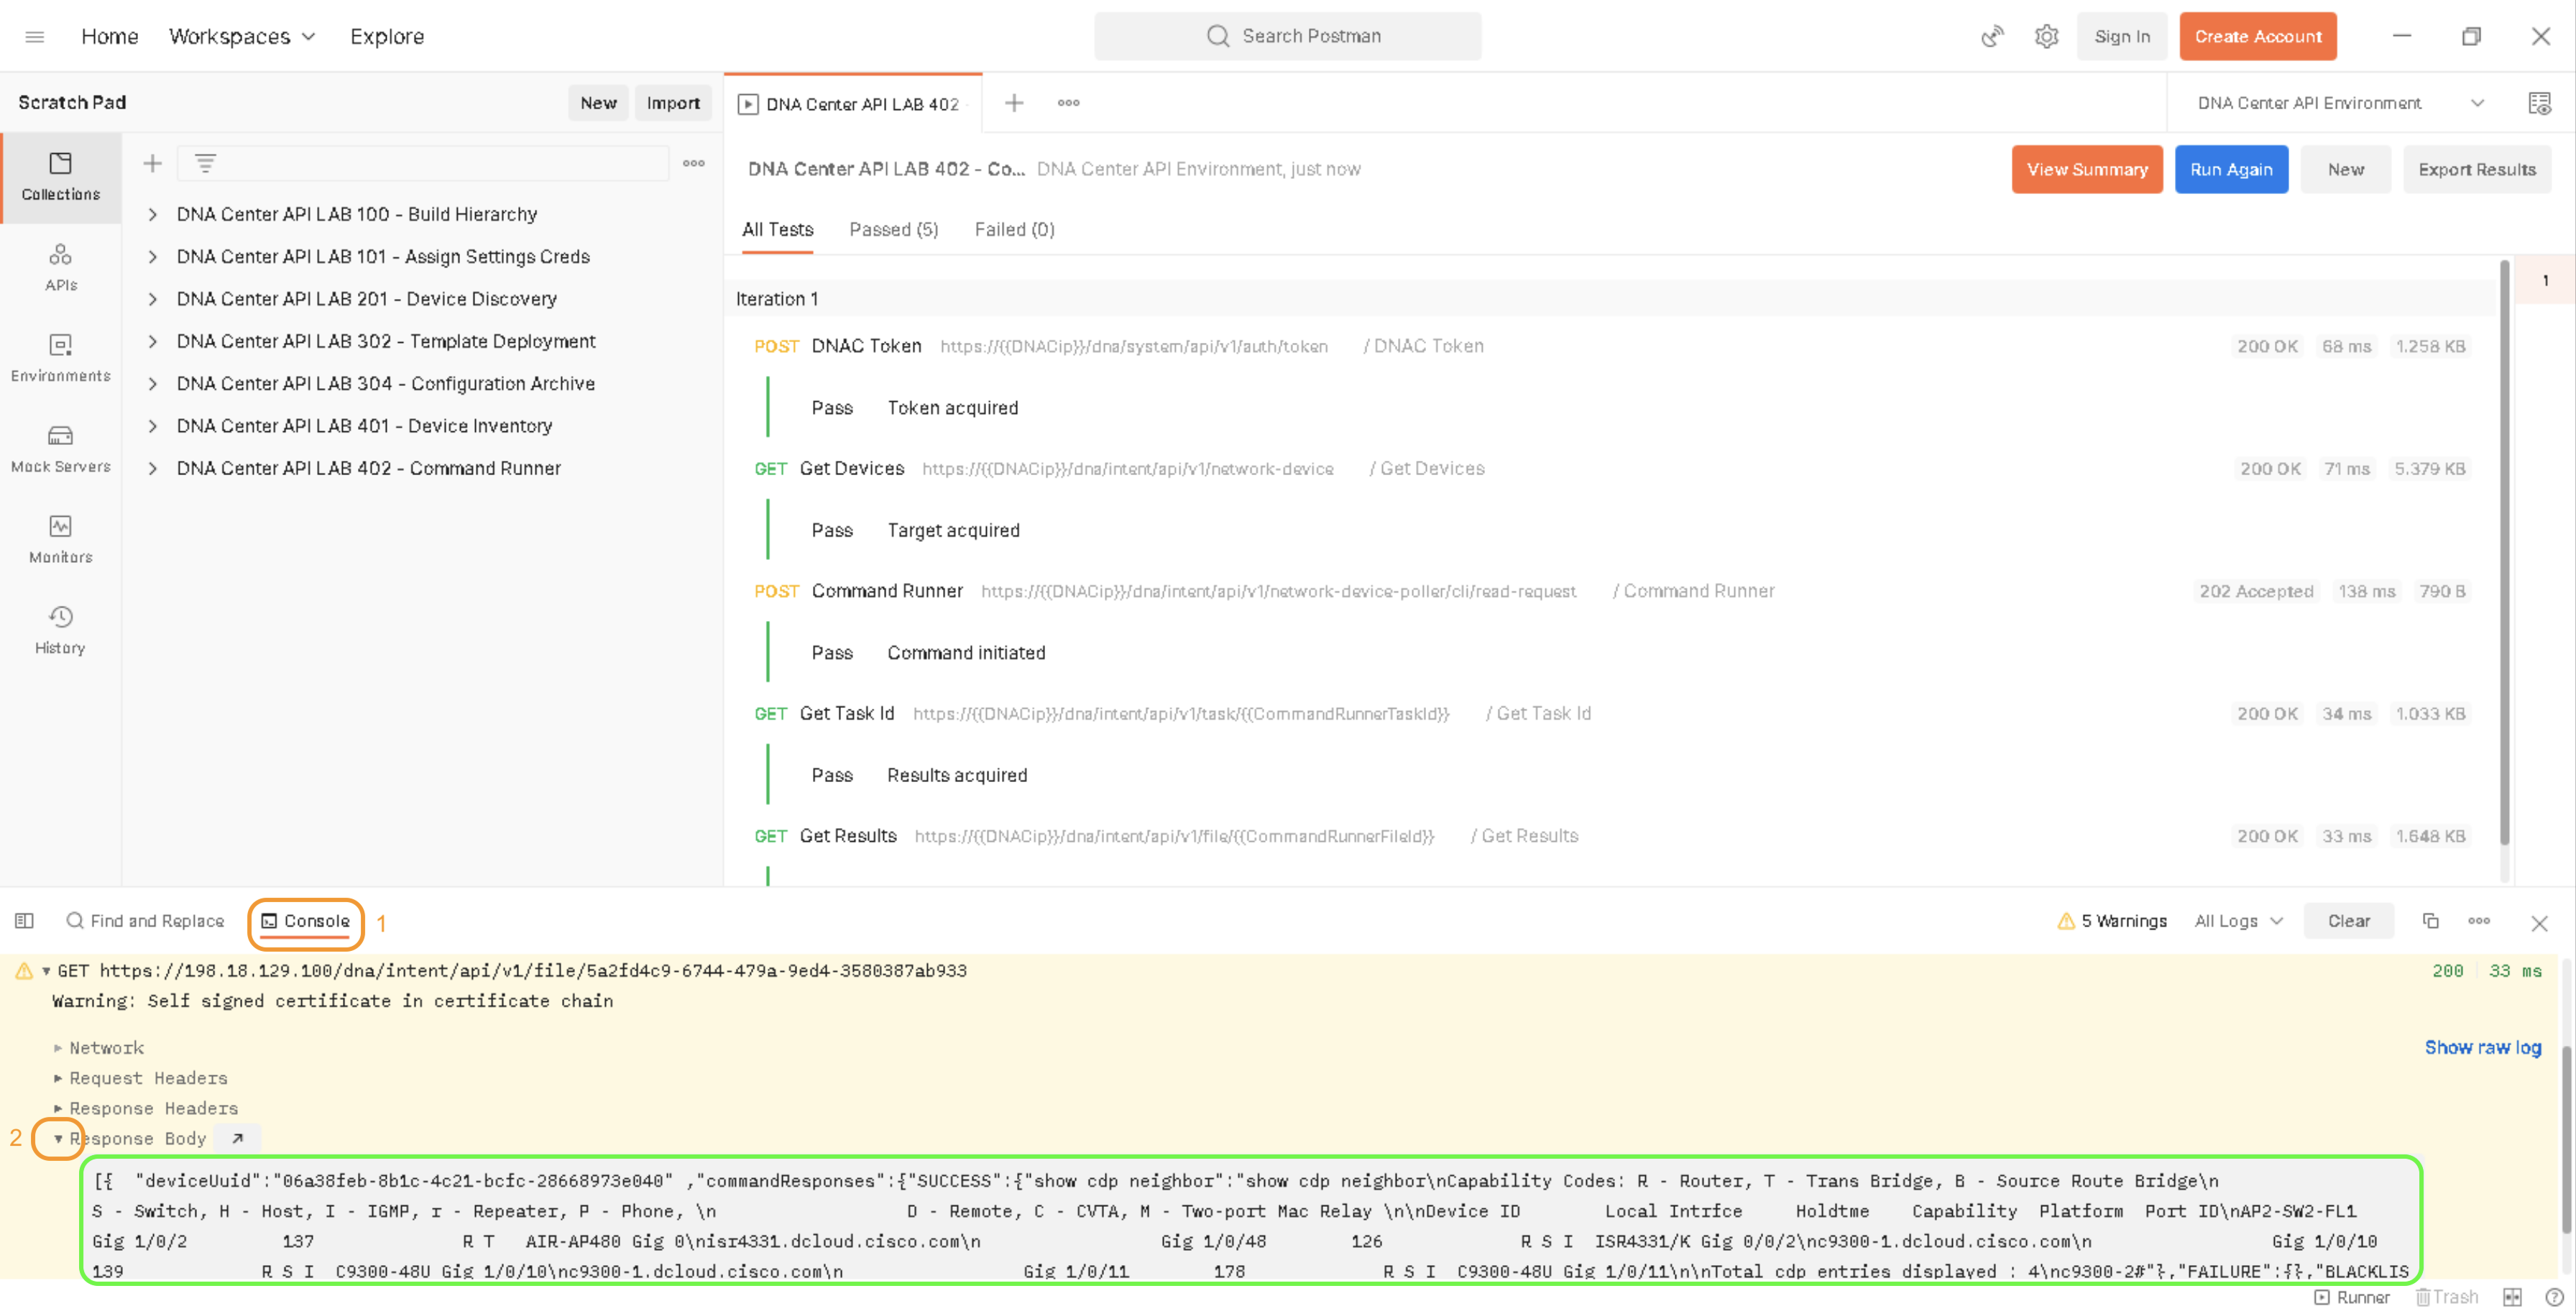 Home Workspaces Explore Search Postman Sign In Create Account
Scratch Pad New Import DNA Center API LAB 402 DNA Center API Environment
Collections
APIs
Environments
Mock Servers
Monitors
History
DNA Center API LAB 100 - Build Hierarchy
DNA Center API LAB 101 - Assign Settings Creds
DNA Center API LAB 201 - Device Discovery
DNA Center API LAB 302 - Template Deployment
DNA Center API LAB 304 - Configuration Archive
DNA Center API LAB 401 - Device Inventory
DNA Center API LAB 402 - Command Runner
DNA Center API LAB 402 - Co... DNA Center API Environment, just now View Summary Run Again New Export Results
All Tests Passed (5) Failed (0)
1
Iteration 1
POST DNAC Token https://{{DNACip}}/dna/system/api/v1/auth/token / DNAC Token 200 OK 68 ms 1.258 KB
Pass Token acquired
GET Get Devices https://{{DNACip}}/dna/intent/api/v1/network-device / Get Devices 200 OK 71 ms 5.379 KB
Pass Target acquired
POST Command Runner https://{{DNACip}}/dna/intent/api/v1/network-device-poller/cli/read-request / Command Runner 202 Accepted 138 ms 790 B
Pass Command initiated
GET Get Task Id https://{{DNACip}}/dna/intent/api/v1/task/{{CommandRunnerTaskId}} / Get Task Id 200 OK 34 ms 1.033 KB
Pass Results acquired
GET Get Results https://{{DNACip}}/dna/intent/api/v1/file/{{CommandRunnerFileId}} / Get Results 200 OK 33 ms 1.648 KB
Find and Replace Console 1 5 Warnings All Logs Clear
GET https://198.18.129.100/dna/intent/api/v1/file/5a2fd4c9-6744-479a-9ed4-3580387ab933 200 33 ms
Warning: Self signed certificate in certificate chain
Network Show raw log
Request Headers
Response Headers
2 Response Body
[{ "deviceUuid":"06a38feb-8b1c-4c21-bcfc-28668973e040" ,"commandResponses":{"SUCCESS":{"show cdp neighbor":"show cdp neighbor\nCapability Codes: R - Router, T - Trans Bridge, B - Source Route Bridge\n
S - Switch, H - Host, I - IGMP, r - Repeater, P - Phone, \n D - Remote, C - CVTA, M - Two-port Mac Relay \n\nDevice ID Local Intrfce Holdtme Capability Platform Port ID\nAP2-SW2-FL1
Gig 1/0/2 137 R T AIR-AP480 Gig 0\nisr4331.dcloud.cisco.com\n Gig 1/0/48 126 R S I ISR4331/K Gig 0/0/2\nc9300-1.dcloud.cisco.com\n Gig 1/0/10
139 R S I C9300-48U Gig 1/0/10\nc9300-1.dcloud.cisco.com\n Gig 1/0/11 178 R S I C9300-48U Gig 1/0/11\n\nTotal cdp entries displayed : 4\nc9300-2#"},"FAILURE":{},"BLACKLIS
Runner Trash